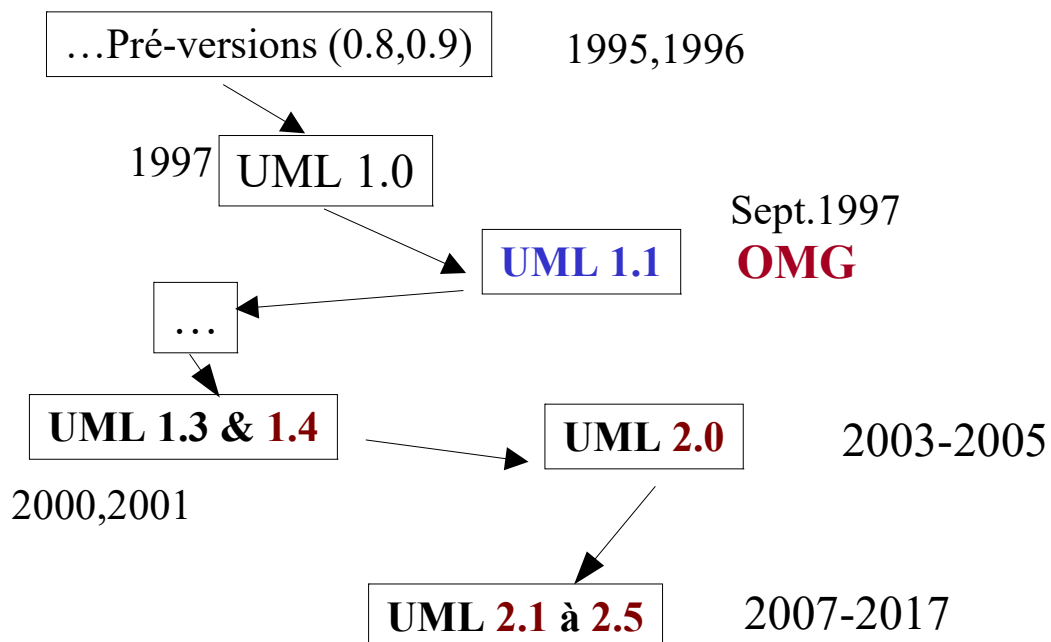 …Pré-versions (0.8,0.9)
1995,1996
1997
UML 1.0
Sept.1997
UML 1.1
OMG
…
UML 1.3 & 1.4
UML 2.0
2003-2005
2000,2001
UML 2.1 à 2.5
2007-2017